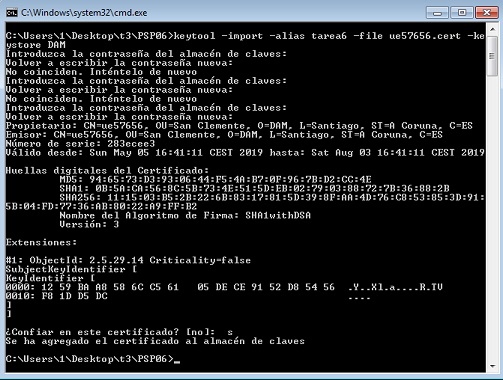 C:\Windows\system32\cmd.exe
C:\Users\1\Desktop\t3\PSP06>keytool -import -alias tarea6 -file ue57656.cert -ke
ystore DAM
Introduzca la contraseña del almacén de claves:
Volver a escribir la contraseña nueva:
No coinciden. Inténtelo de nuevo
Introduzca la contraseña del almacén de claves:
Volver a escribir la contraseña nueva:
No coinciden. Inténtelo de nuevo
Introduzca la contraseña del almacén de claves:
Volver a escribir la contraseña nueva:
Propietario: CN=ue57656, OU=San Clemente, O=DAM, L=Santiago, ST=A Coruna, C=ES
Emisor: CN=ue57656, OU=San Clemente, O=DAM, L=Santiago, ST=A Coruna, C=ES
Número de serie: 283ecee3
Válido desde: Sun May 05 16:41:11 CEST 2019 hasta: Sat Aug 03 16:41:11 CEST 2019
Huellas digitales del Certificado:
MD5: 94:65:73:D3:93:06:44:F5:4A:B7:0F:96:7B:D2:CC:4E
SHA1: 0B:5A:CA:56:8C:5B:73:4E:51:5D:EB:02:79:03:88:72:7B:36:88:2B
SHA256: 11:15:03:B5:2B:22:6B:83:17:81:5D:39:8F:AA:4D:76:C8:53:85:3D:91:
5B:04:FD:77:36:AB:80:22:A9:FF:B2
Nombre del Algoritmo de Firma: SHA1withDSA
Versión: 3
Extensiones:
#1: ObjectId: 2.5.29.14 Criticality=false
SubjectKeyIdentifier [
KeyIdentifier [
0000: 12 59 BA A8 58 6C C5 61 05 DE CE 91 52 D8 54 56 .Y..Xl.a....R.TV
0010: F8 1D D5 DC ....
]
]
¿Confiar en este certificado? [no]: s
Se ha agregado el certificado al almacén de claves
C:\Users\1\Desktop\t3\PSP06>_